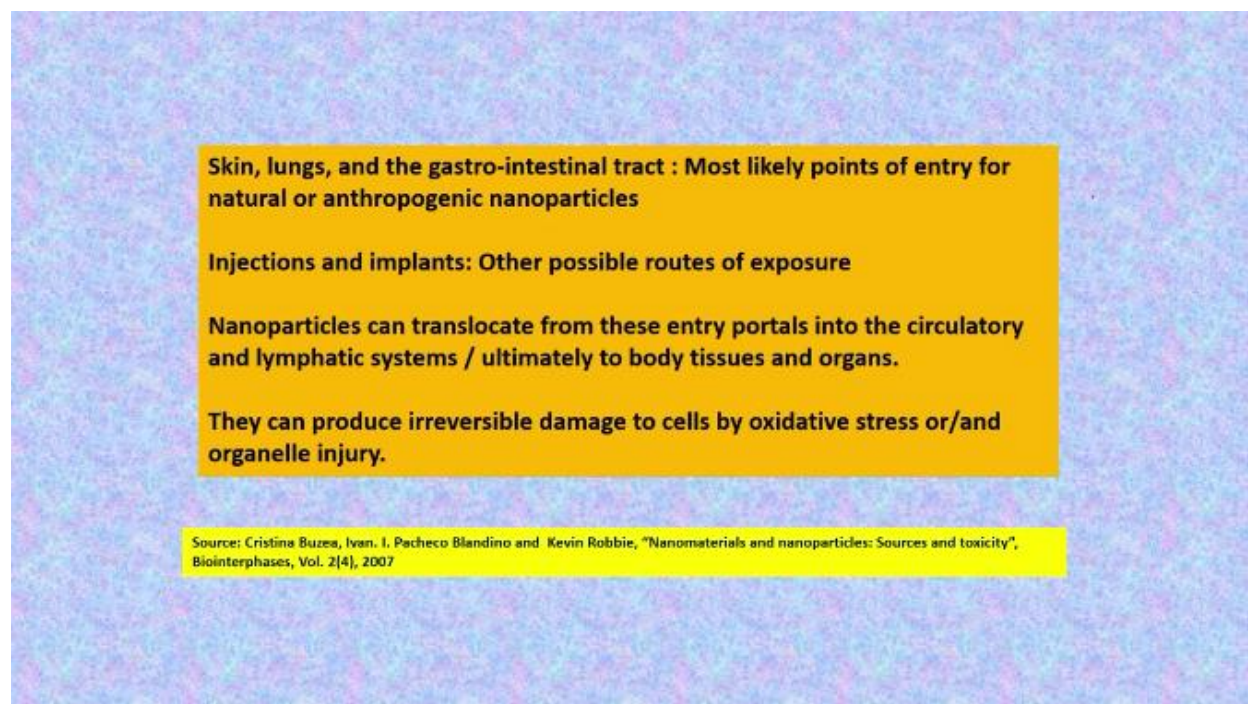 Skin, lungs, and the gastro-intestinal tract : Most likely points of entry for
natural or anthropogenic nanoparticles
Injections and implants: Other possible routes of exposure
Nanoparticles can translocate from these entry portals into the circulatory
and lymphatic systems / ultimately to body tissues and organs.
They can produce irreversible damage to cells by oxidative stress or/and
organelle injury.
Source: Cristina Buzea, Ivan. I. Pacheco Blandino and Kevin Robbie, “Nanomaterials and nanoparticles: Sources and toxicity”,
Biointerphases, Vol. 2(4), 2007